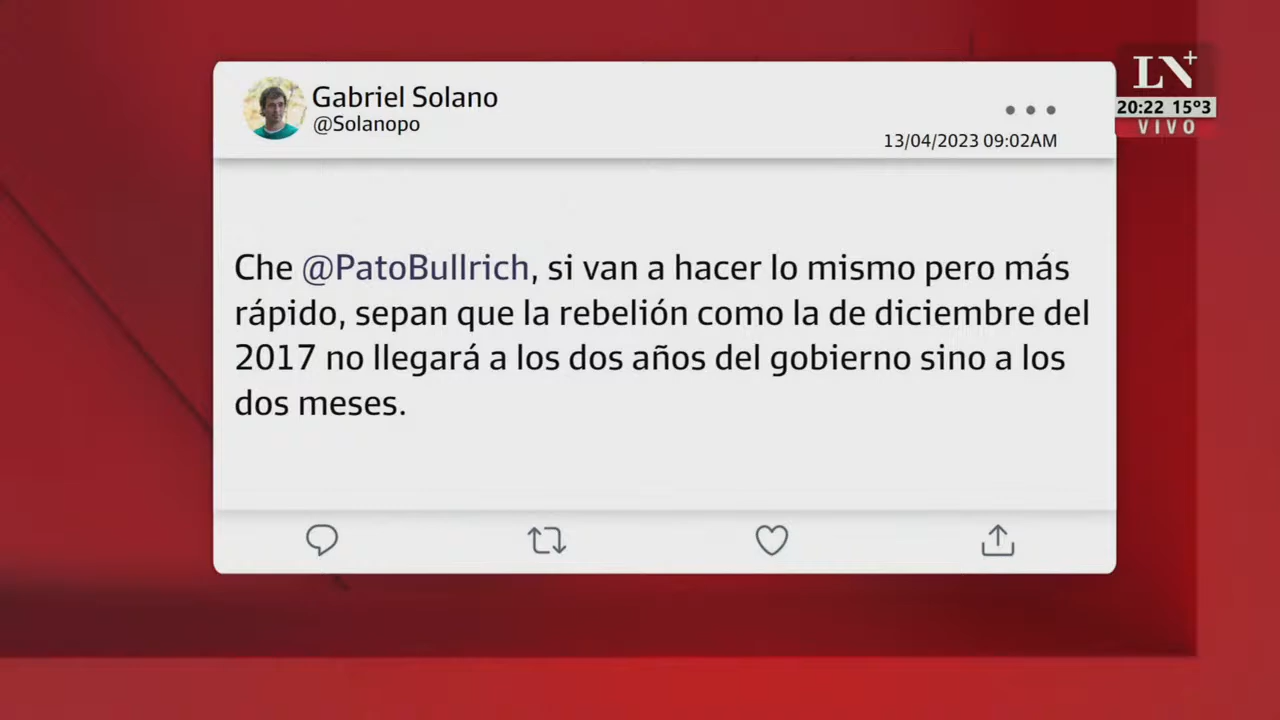 Gabriel Solano
@Solanopo
13/04/2023 09:02AM
LN+
20:22 15º3
VIVO
Che @PatoBullrich, si van a hacer lo mismo pero más
rápido, sepan que la rebelión como la de diciembre del
2017 no llegará a los dos años del gobierno sino a los
dos meses.